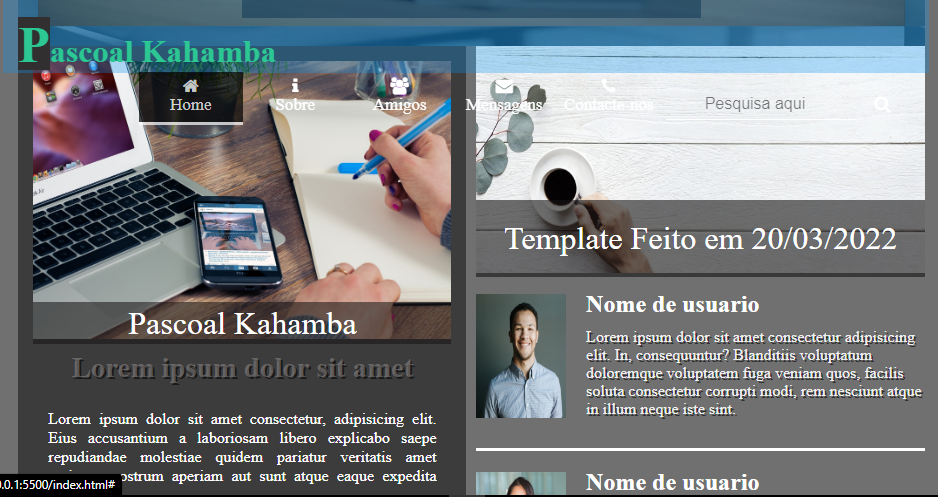 Pascoal Kahamba
Home
Sobre
Amigos
Mensagens
Contacte-nos
Pesquisa aqui
Pascoal Kahamba
Lorem ipsum dolor sit amet
Lorem ipsum dolor sit amet consectetur, adipisicing elit.
Eius accusantium a laboriosam libero explicabo saepe
repudiandae molestiae quidem pariatur veritatis amet
nostrum aperiam aut sunt atque eaque expedita
Template Feito em 20/03/2022
Nome de usuario
Lorem ipsum dolor sit amet consectetur adipisicing
elit. In, consequuntur? Blanditiis voluptatum
doloremque voluptatem fuga veniam quos, facilis
soluta consectetur corrupti modi, rem nesciunt atque
in illum neque iste sint.
Nome de usuario
0.0.1:5500/index.html#